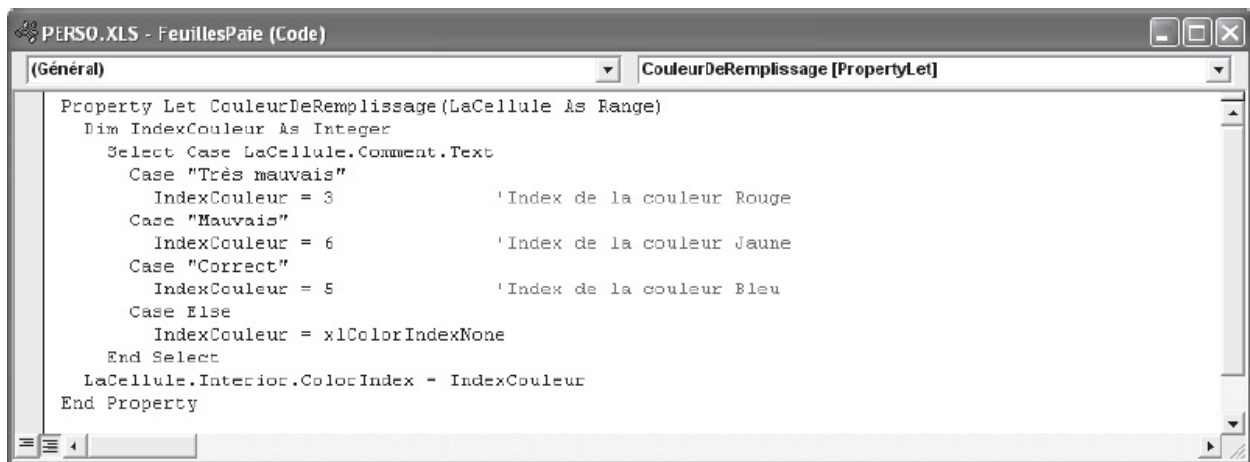 PERSO.XLS - FeuillesPaie (Code)
(Général) CouleurDeRemplissage [PropertyLet]
Property Let CouleurDeRemplissage(LaCellule As Range)
Dim IndexCouleur As Integer
Select Case LaCellule.Comment.Text
Case "Très mauvais"
IndexCouleur = 3 'Index de la couleur Rouge
Case "Mauvais"
IndexCouleur = 6 'Index de la couleur Jaune
Case "Correct"
IndexCouleur = 5 'Index de la couleur Bleu
Case Else
IndexCouleur = xlColorIndexNone
End Select
LaCellule.Interior.ColorIndex = IndexCouleur
End Property